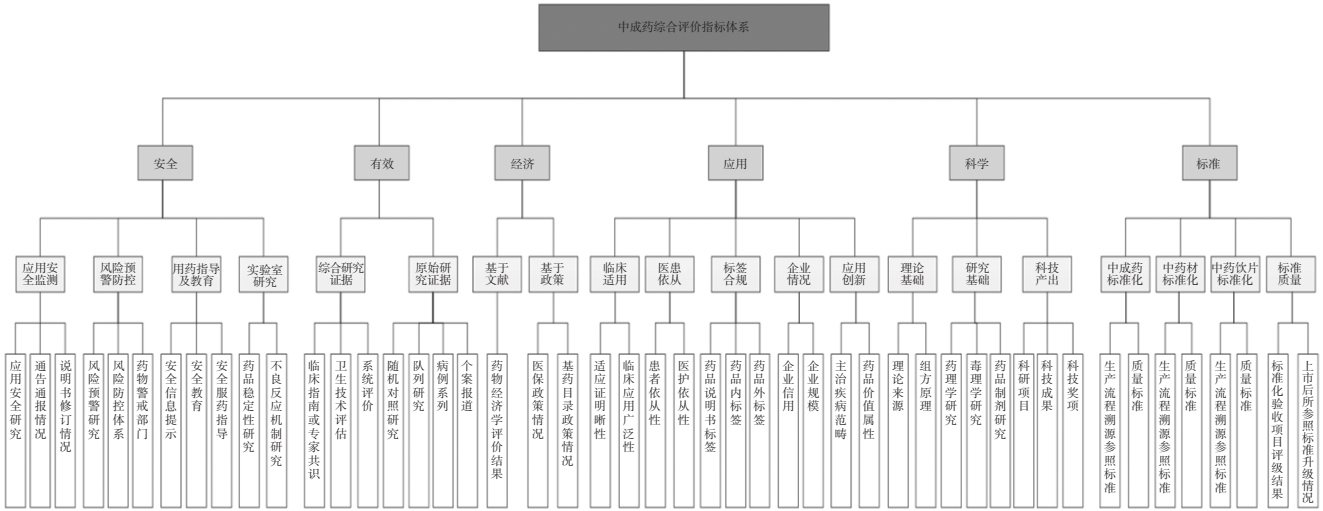 中成药综合评价指标体系
安全
有效
经济
应用
科学
标准
应用安
全监测
风险预
警防控
用药指导
及教育
实验室
研究
综合研究
证据
原始研
究证据
基于
文献
基于
政策
临床
适用
医患
依从
标签
合规
企业
情况
应用
创新
理论
基础
研究
基础
科技
产出
中成药
标准化
中药材
标准化
中药饮片
标准化
标准
质量
应用安全研究
通告通报情况
说明书修订情况
风险预警研究
风险防控体系
药物警戒部门
安全信息提示
安全教育
安全服药指导
药品稳定性研究
不良反应机制研究
临床指南或专家共识
卫生技术评估
系统评价
随机对照研究
队列研究
病例系列
个案报道
药物经济学评价结果
医保政策情况
基药目录政策情况
适应证明晰性
临床应用广泛性
患者依从性
医护依从性
药品说明书标签
药品内标签
药品外标签
企业信用
企业规模
主治疾病范畴
药品价值属性
理论来源
组方原理
药理学研究
毒理学研究
药品制剂研究
科研项目
科技成果
科技奖项
生产流程溯源参照标准
质量标准
生产流程溯源参照标准
质量标准
生产流程溯源参照标准
质量标准
标准化验收项目评级结果
上市后所参照标准升级情况